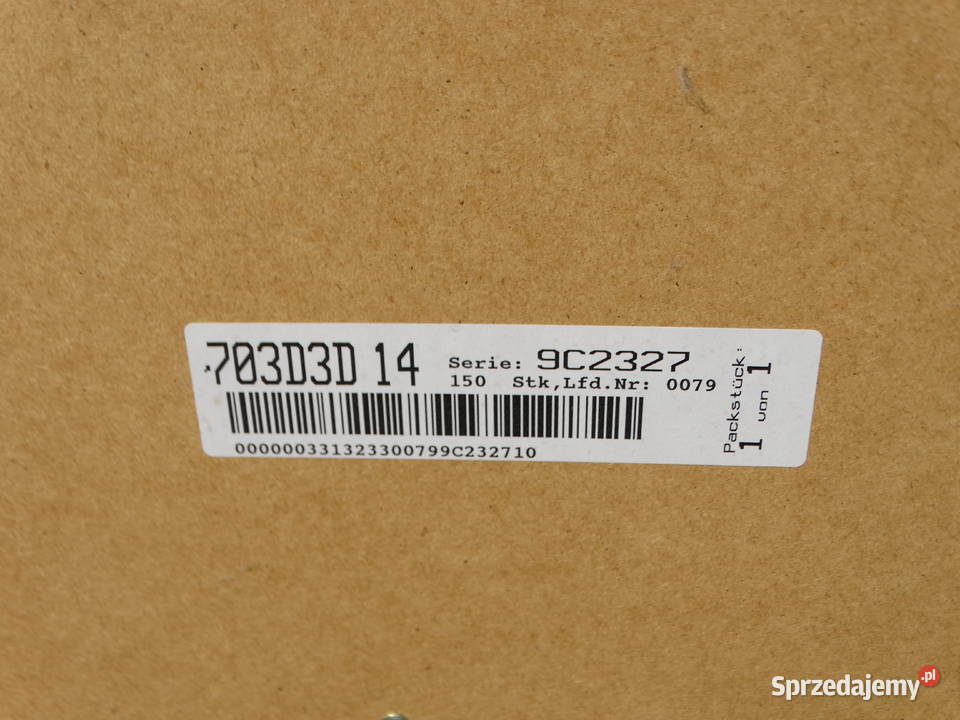 703D3D 14
Serie: 9C2327
150 Stk,Lfd.Nr: 0079
000000331323300799C232710
Packstück:
1 von 1
Sprzedajemy.pl